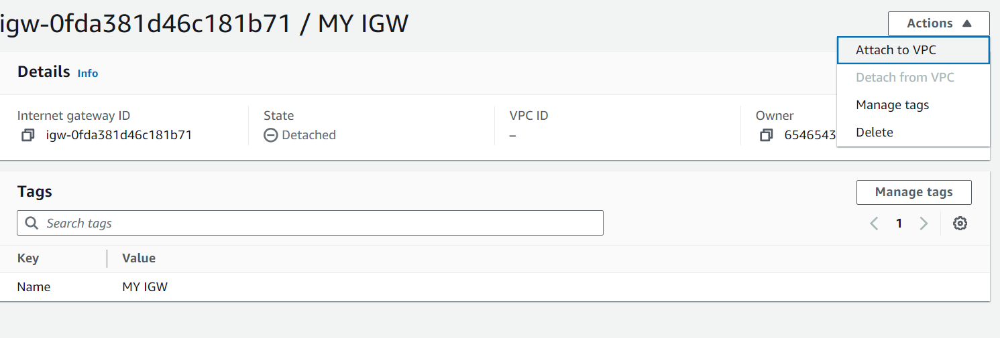 igw-0fda381d46c181b71 / MY IGW
Actions
Attach to VPC
Detach from VPC
Manage tags
Delete
Details Info
Internet gateway ID
igw-0fda381d46c181b71
State
Detached
VPC ID
–
Owner
6546543
Tags
Manage tags
Search tags
1
Key Value
Name MY IGW